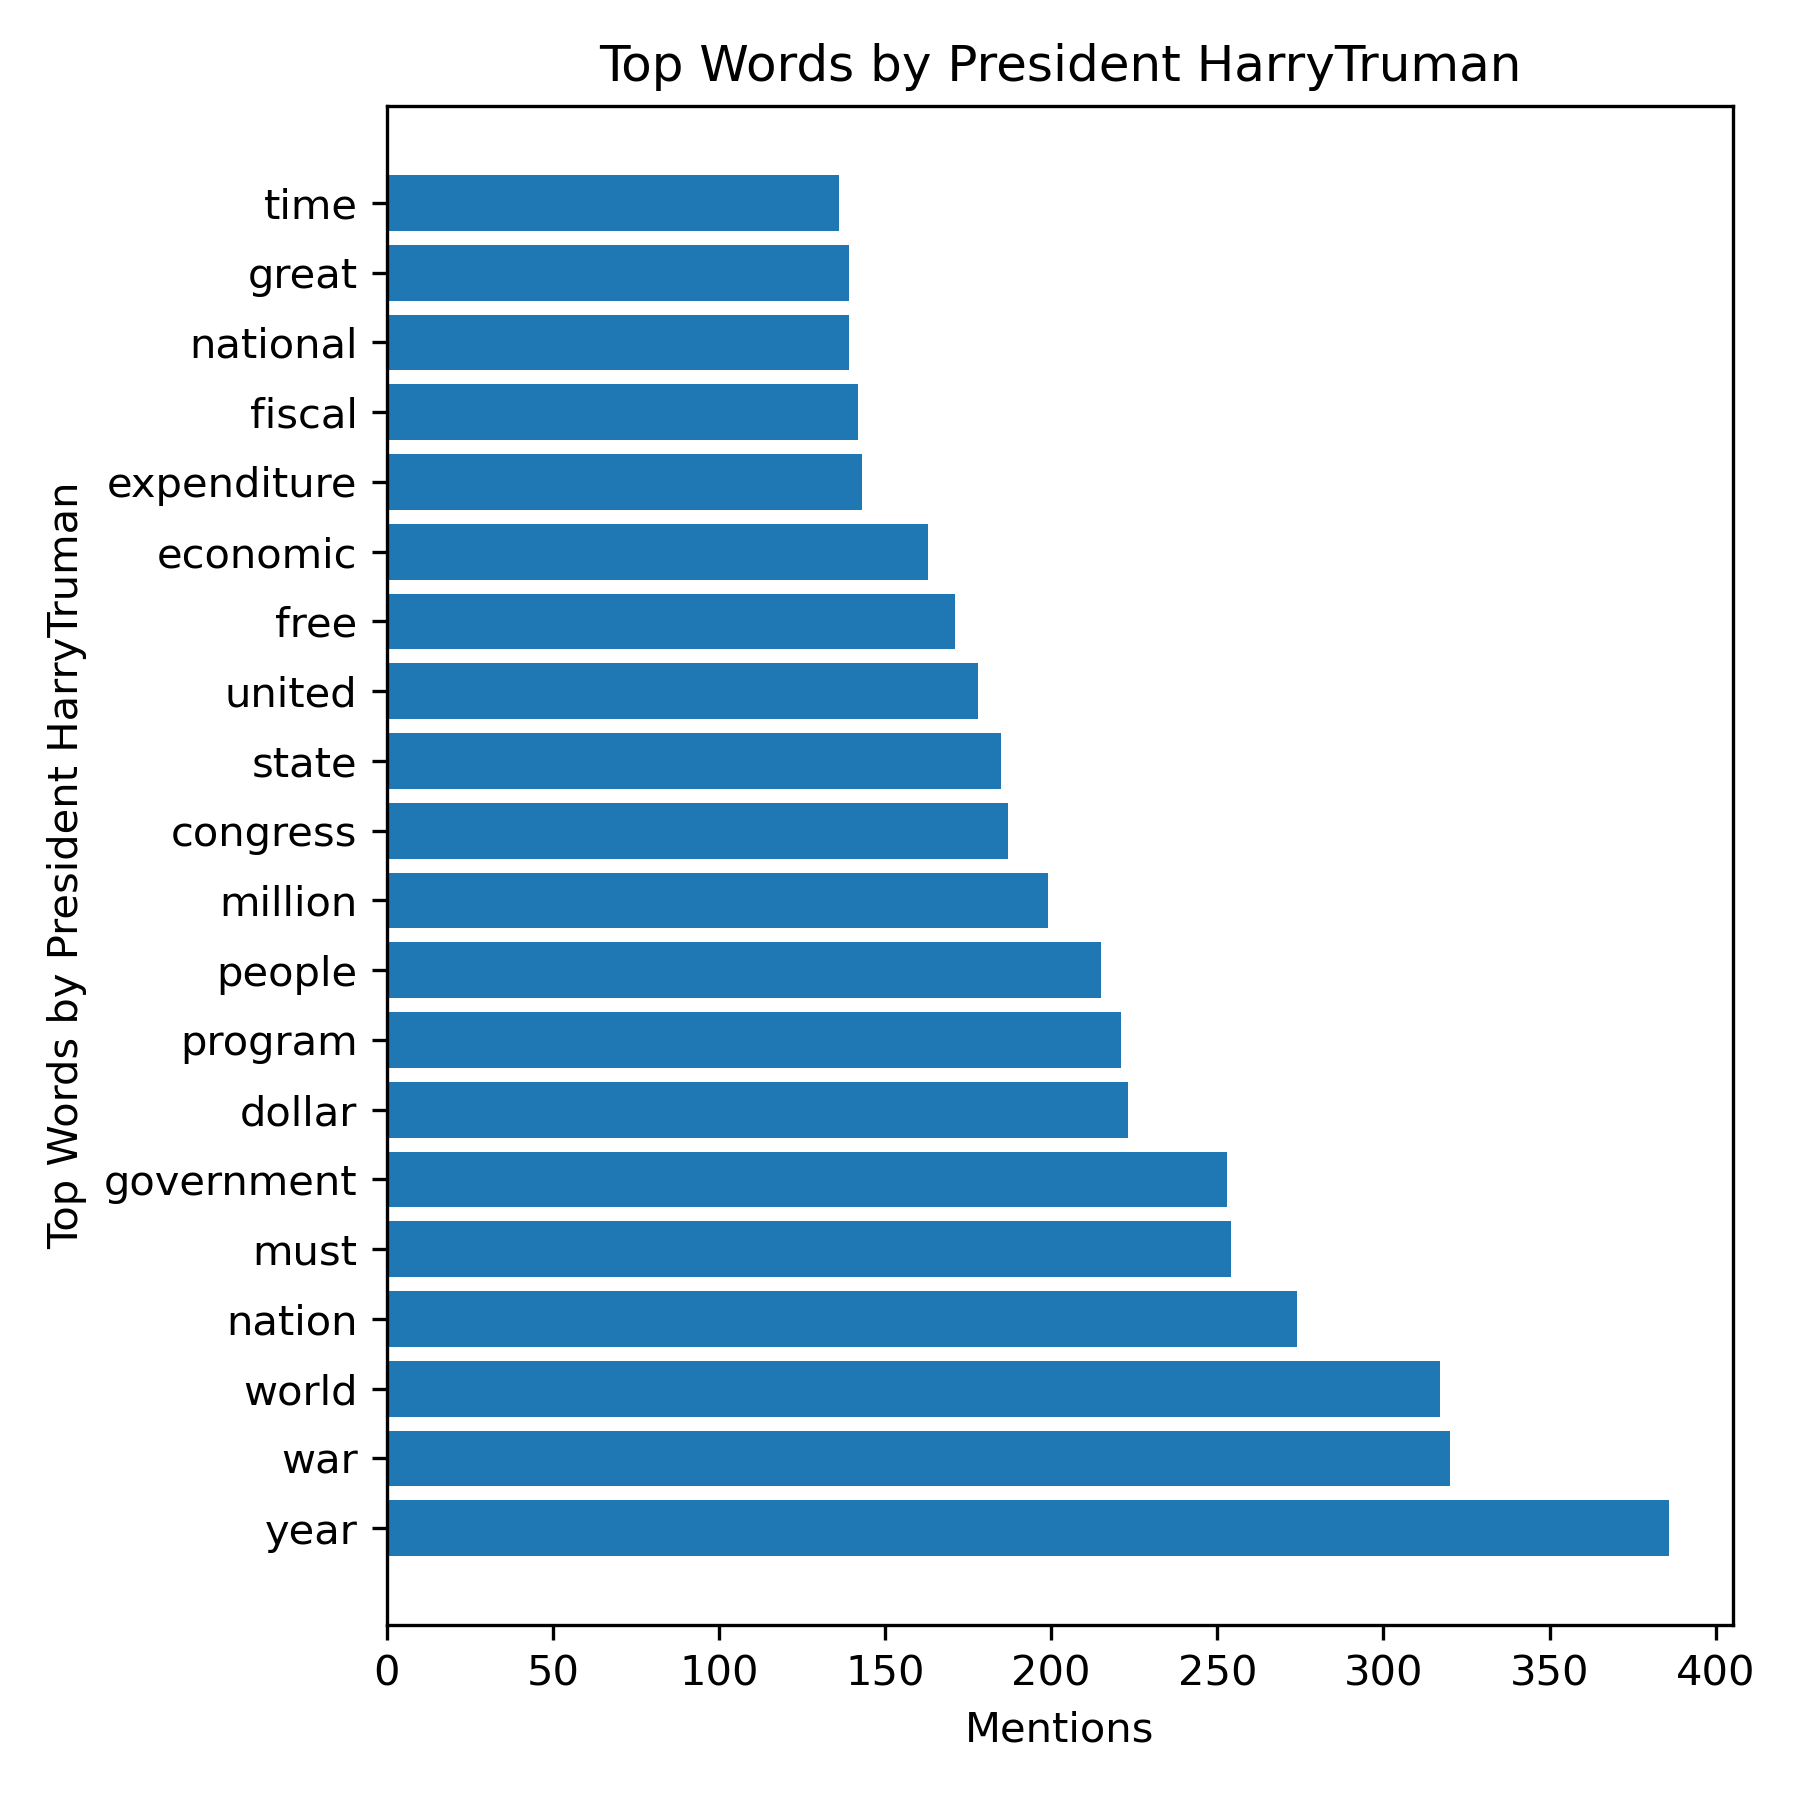 Top Words by President HarryTruman
Top Words by President HarryTruman
time
great
national
fiscal
expenditure
economic
free
united
state
congress
million
people
program
dollar
government
must
nation
world
war
year
0 50 100 150 200 250 300 350 400
Mentions